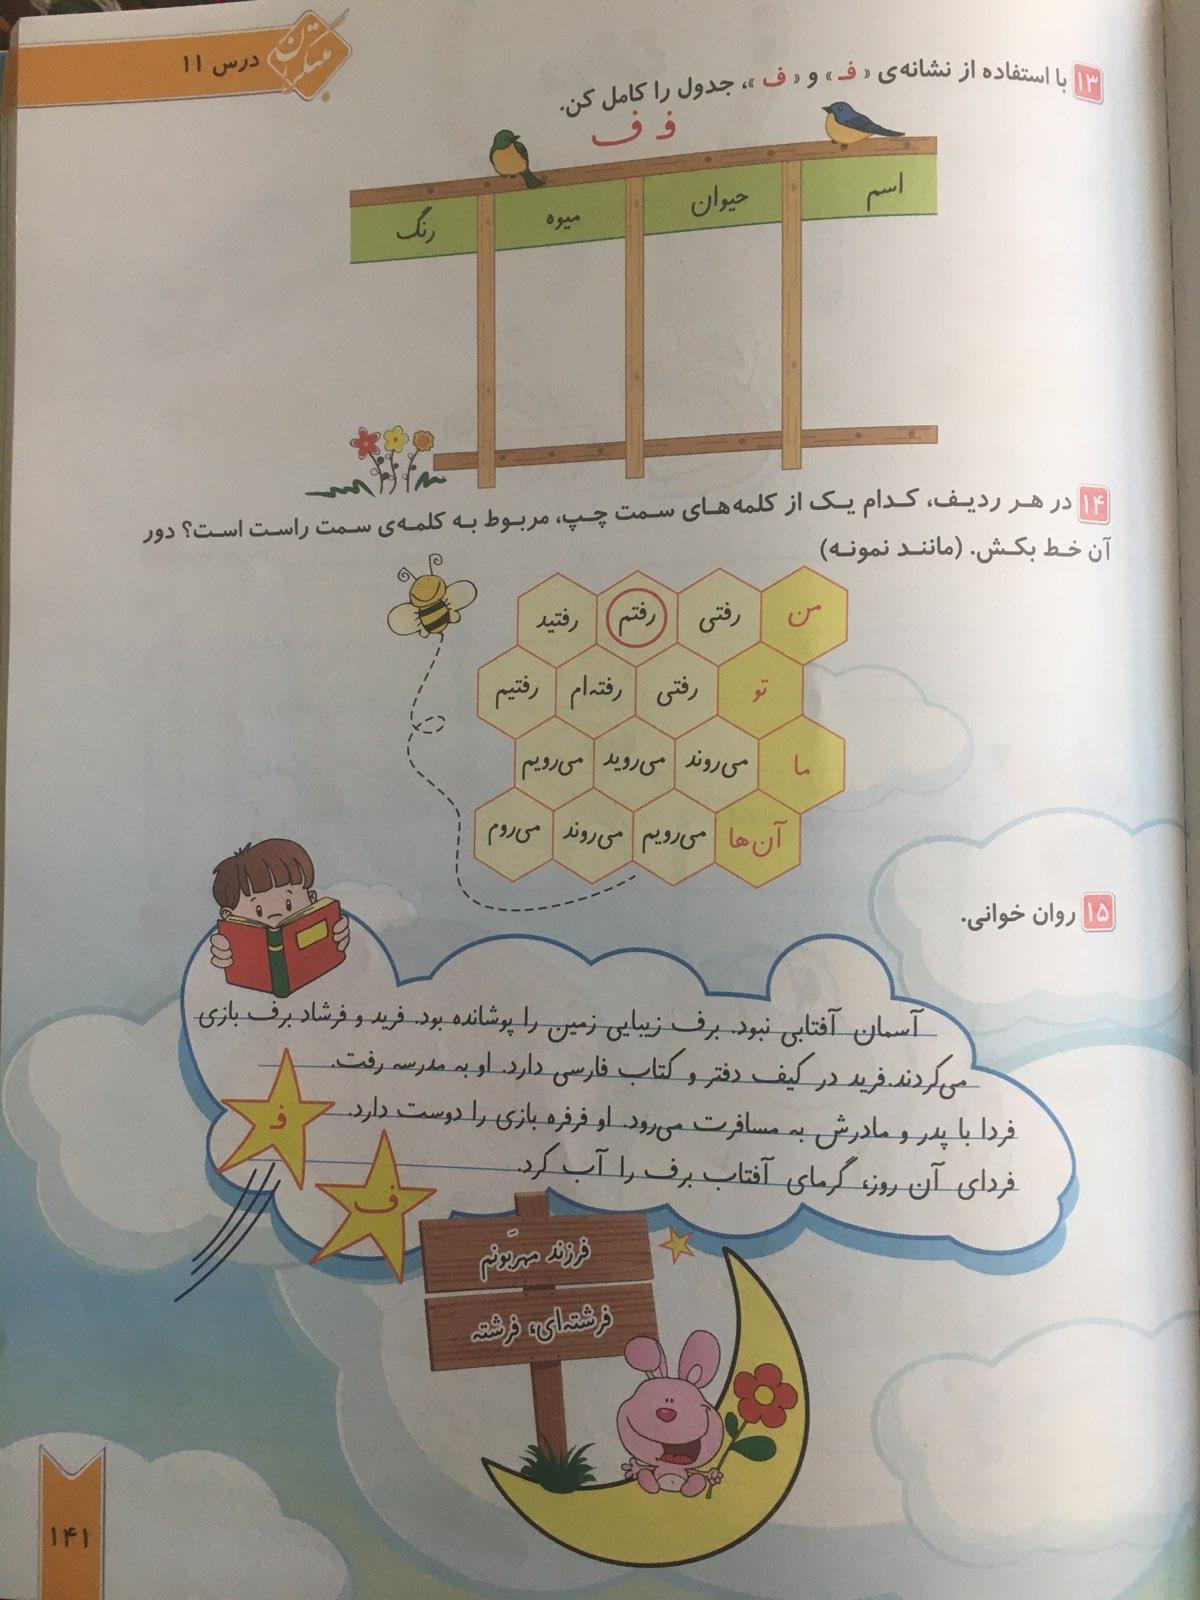 درس ۱۱
مبتکران
۱۳ با استفاده از نشانه‌ی «فـ» و «ف»، جدول را کامل کن.
فـ ف
اسم حیوان میوه رنگ
۱۴ در هر ردیف، کدام یک از کلمه‌های سمت چپ، مربوط به کلمه‌ی سمت راست است؟ دور
آن خط بکش. (مانند نمونه)
من رفتی رفتم رفتید
تو رفتی رفته‌ام رفتیم
ما می‌روند می‌روید می‌رویم
آن‌ها می‌رویم می‌روند می‌روم
۱۵ روان خوانی.
آسمان آفتابی نبود. برف زیبایی زمین را پوشانده بود. فرید و فرشاد برف بازی
می‌کردند.فرید در کیف دفتر و کتاب فارسی دارد. او به مدرسه رفت.
فردا با پدر و مادرش به مسافرت می‌رود. او فرفره بازی را دوست دارد.
فردای آن روز، گرمای آفتاب برف را آب کرد.
فـ
ف
فرزند مهرَبونم
فرشته‌ای، فرشته
۱۴۱